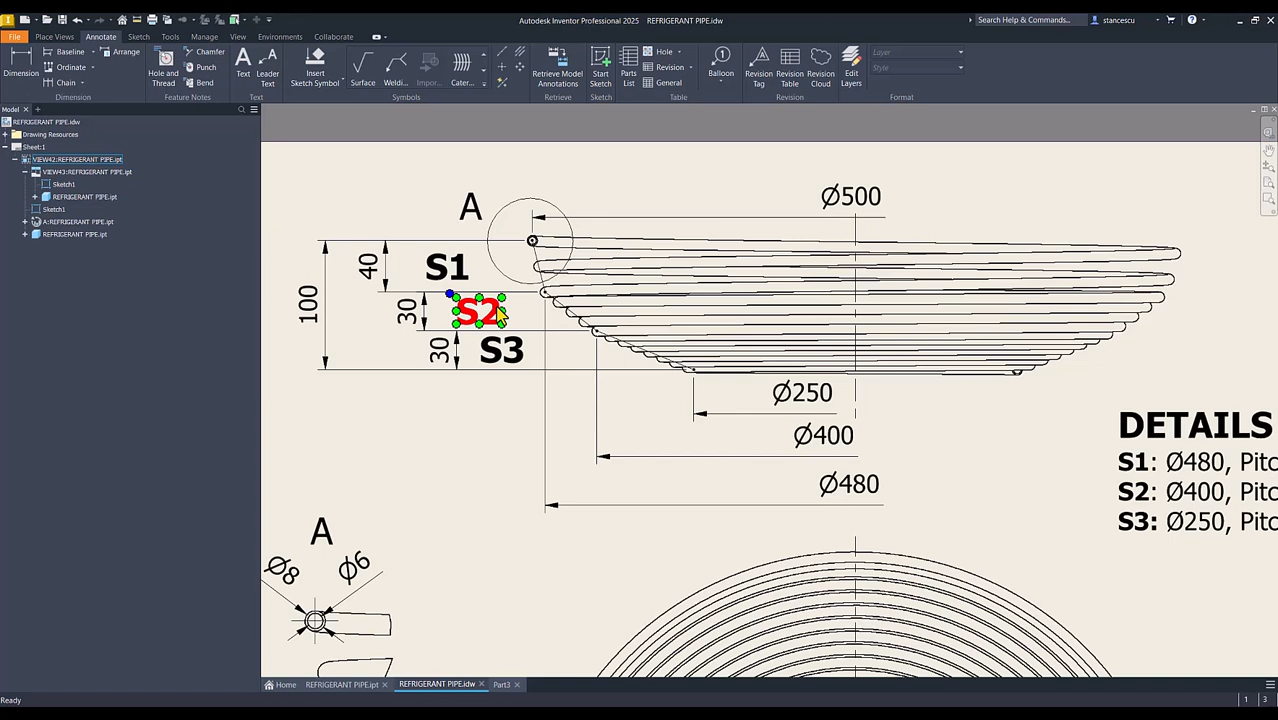 Autodesk Inventor Professional 2025 REFRIGERANT PIPE.idw
Search Help & Commands...
stancescu
File Place Views Annotate Sketch Tools Manage View Environments Collaborate
Dimension
Baseline
Arrange
Ordinate
Chain
Dimension
Hole and Thread
Chamfer
Punch
Bend
Feature Notes
Text
Leader Text
Text
Insert Sketch Symbol
Surface
Weldi...
Impor...
Cater...
Symbols
Retrieve Model Annotations
Retrieve
Start Sketch
Sketch
Parts List
Hole
Revision
General
Table
Balloon
Revision Tag
Revision Table
Revision Cloud
Revision
Edit Layers
Layer
Style
Format
Model
REFRIGERANT PIPE.idw
Drawing Resources
Sheet:1
VIEW42:REFRIGERANT PIPE.ipt
VIEW43:REFRIGERANT PIPE.ipt
Sketch1
REFRIGERANT PIPE.ipt
Sketch1
A:REFRIGERANT PIPE.ipt
REFRIGERANT PIPE.ipt
A
Ø500
40
S1
100
30
S2
30
S3
Ø250
Ø400
Ø480
DETAILS
S1: Ø480, Pitc
S2: Ø400, Pitc
S3: Ø250, Pitc
A
Ø8
Ø6
Home REFRIGERANT PIPE.ipt REFRIGERANT PIPE.idw Part3
Ready
1 3